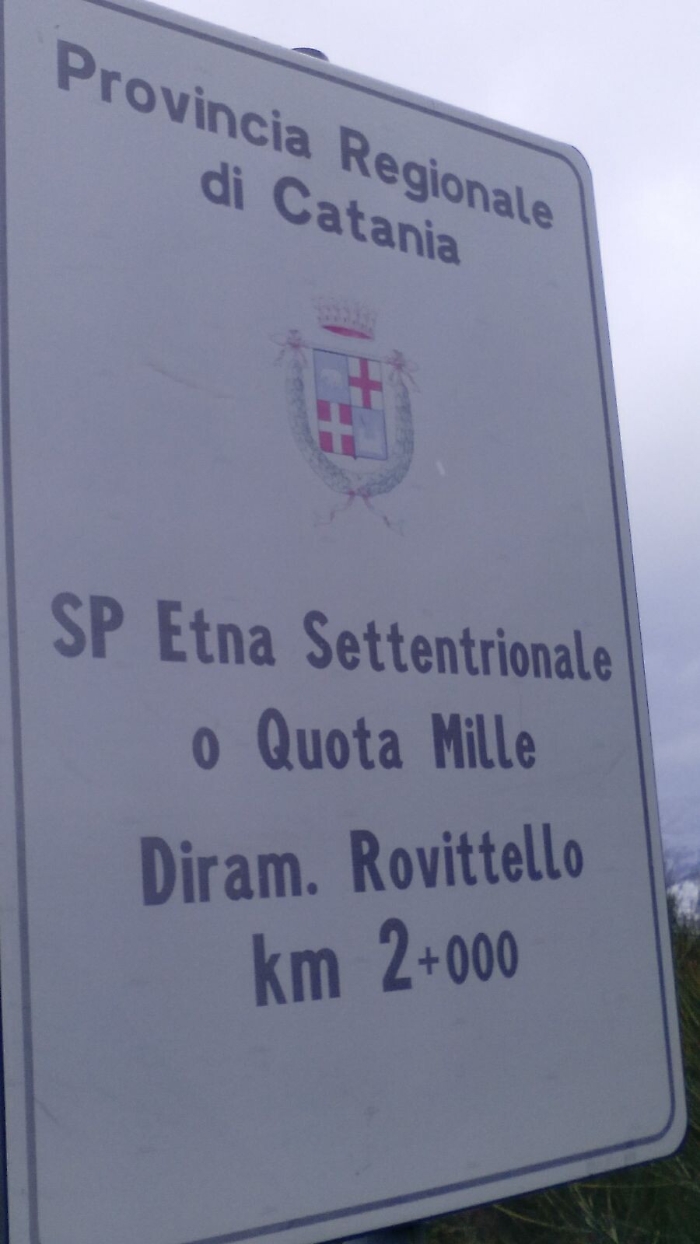 Provincia Regionale
di Catania
SP Etna Settentrionale
o Quota Mille
Diram. Rovittello
km 2+000